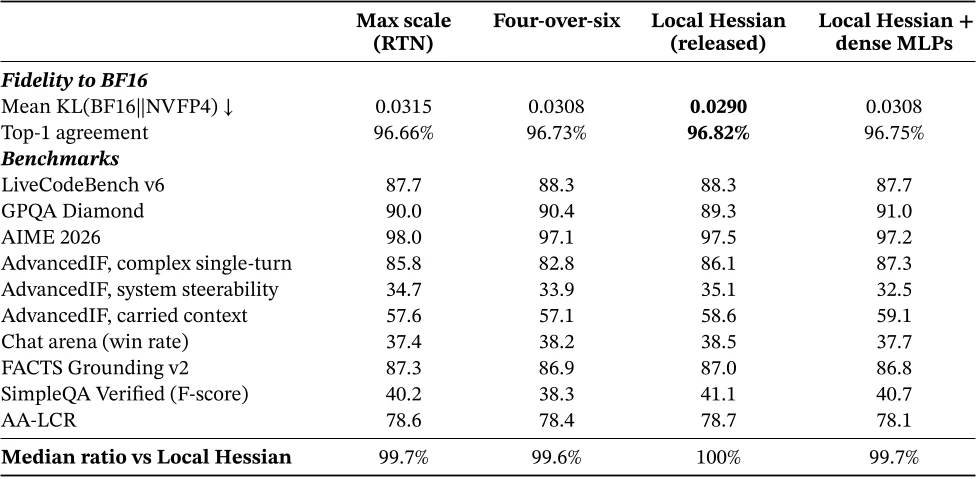 Max scale (RTN) Four-over-six Local Hessian (released) Local Hessian + dense MLPs
Fidelity to BF16
Mean KL(BF16||NVFP4) ↓ 0.0315 0.0308 0.0290 0.0308
Top-1 agreement 96.66% 96.73% 96.82% 96.75%
Benchmarks
LiveCodeBench v6 87.7 88.3 88.3 87.7
GPQA Diamond 90.0 90.4 89.3 91.0
AIME 2026 98.0 97.1 97.5 97.2
AdvancedIF, complex single-turn 85.8 82.8 86.1 87.3
AdvancedIF, system steerability 34.7 33.9 35.1 32.5
AdvancedIF, carried context 57.6 57.1 58.6 59.1
Chat arena (win rate) 37.4 38.2 38.5 37.7
FACTS Grounding v2 87.3 86.9 87.0 86.8
SimpleQA Verified (F-score) 40.2 38.3 41.1 40.7
AA-LCR 78.6 78.4 78.7 78.1
Median ratio vs Local Hessian 99.7% 99.6% 100% 99.7%